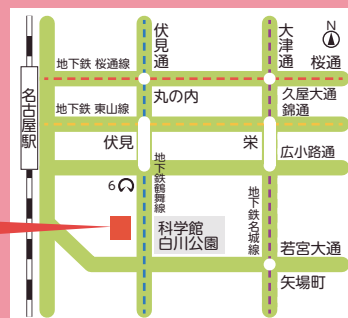 伏見通
大津通
N
地下鉄 桜通線
桜通
丸の内
久屋大通
地下鉄 東山線
錦通
名古屋駅
伏見
栄
広小路通
6
地下鉄鶴舞線
地下鉄名城線
科学館
白川公園
若宮大通
矢場町